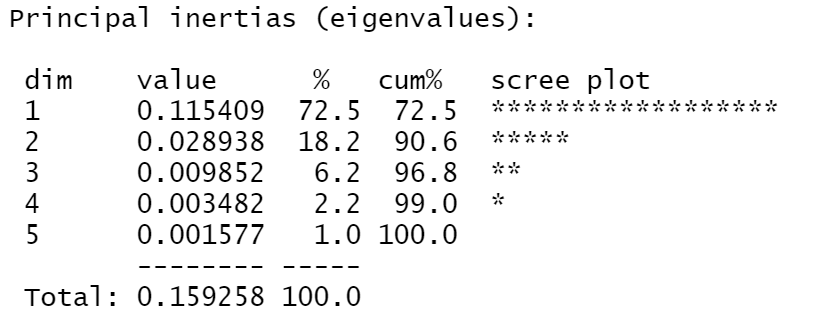 Principal inertias (eigenvalues):
dim value % cum% scree plot
1 0.115409 72.5 72.5 ******************
2 0.028938 18.2 90.6 *****
3 0.009852 6.2 96.8 **
4 0.003482 2.2 99.0 *
5 0.001577 1.0 100.0
-------- -----
Total: 0.159258 100.0